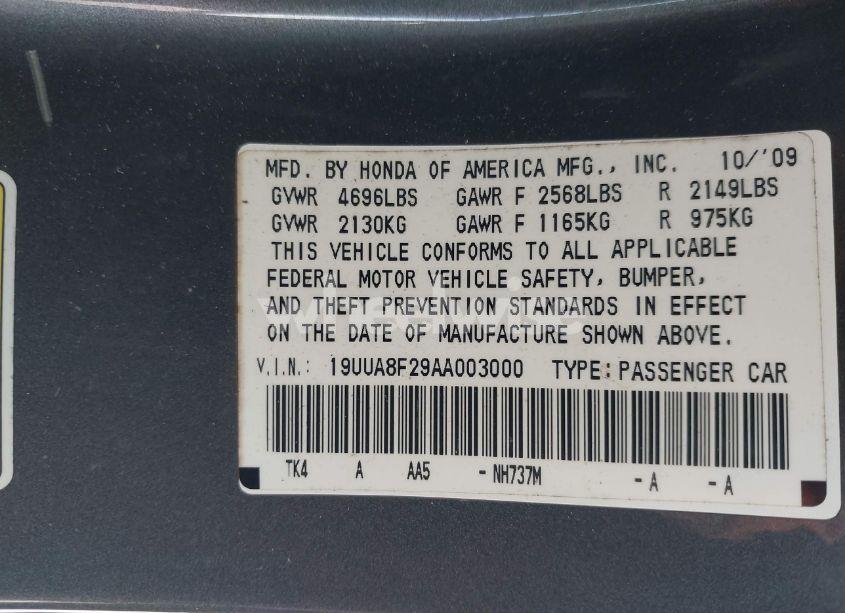 MFD. BY HONDA OF AMERICA MFG., INC. 10/'09
GVWR 4696LBS GAWR F 2568LBS R 2149LBS
GVWR 2130KG GAWR F 1165KG R 975KG
THIS VEHICLE CONFORMS TO ALL APPLICABLE
FEDERAL MOTOR VEHICLE SAFETY, BUMPER,
AND THEFT PREVENTION STANDARDS IN EFFECT
ON THE DATE OF MANUFACTURE SHOWN ABOVE.
V.I.N.: 19UUA8F29AA003000 TYPE: PASSENGER CAR
TK4 A AA5 - NH737M - A - A